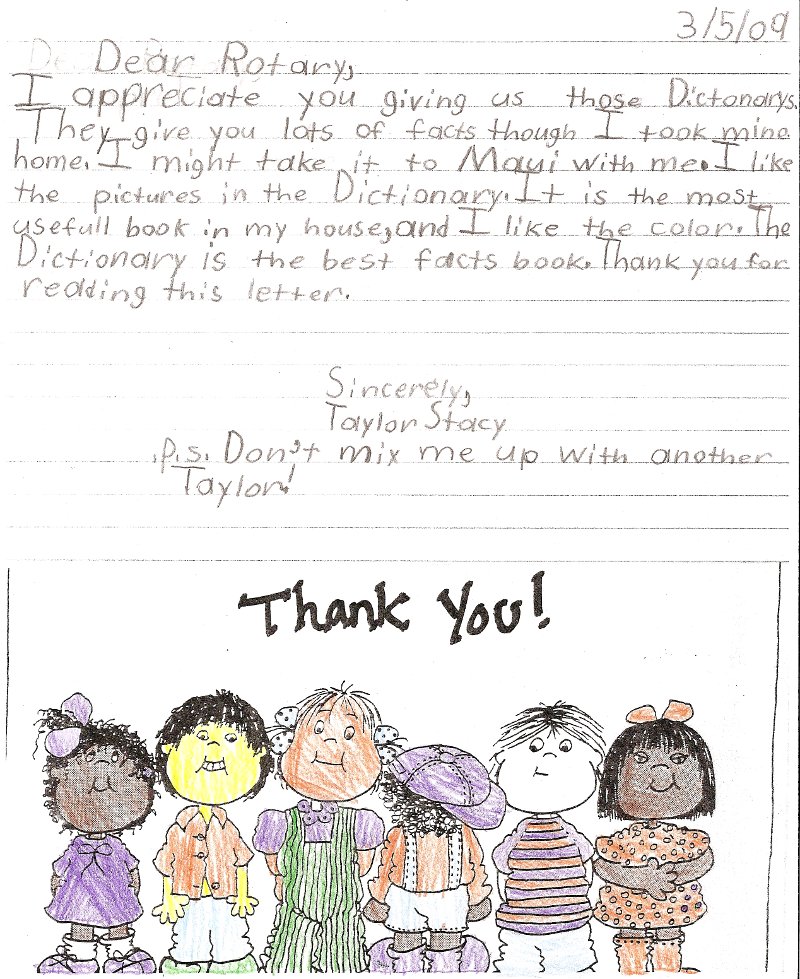 3/5/09
Dear Rotary,
I appreciate you giving us those Dictonarys.
They give you lots of facts though I took mine
home. I might take it to Maui with me. I like
the pictures in the Dictionary. It is the most
usefull book in my house, and I like the color. The
Dictionary is the best facts book. Thank you for
reading this letter.
Sincerely,
Taylor Stacy
P.s. Don't mix me up with another
Taylor!
Thank You!